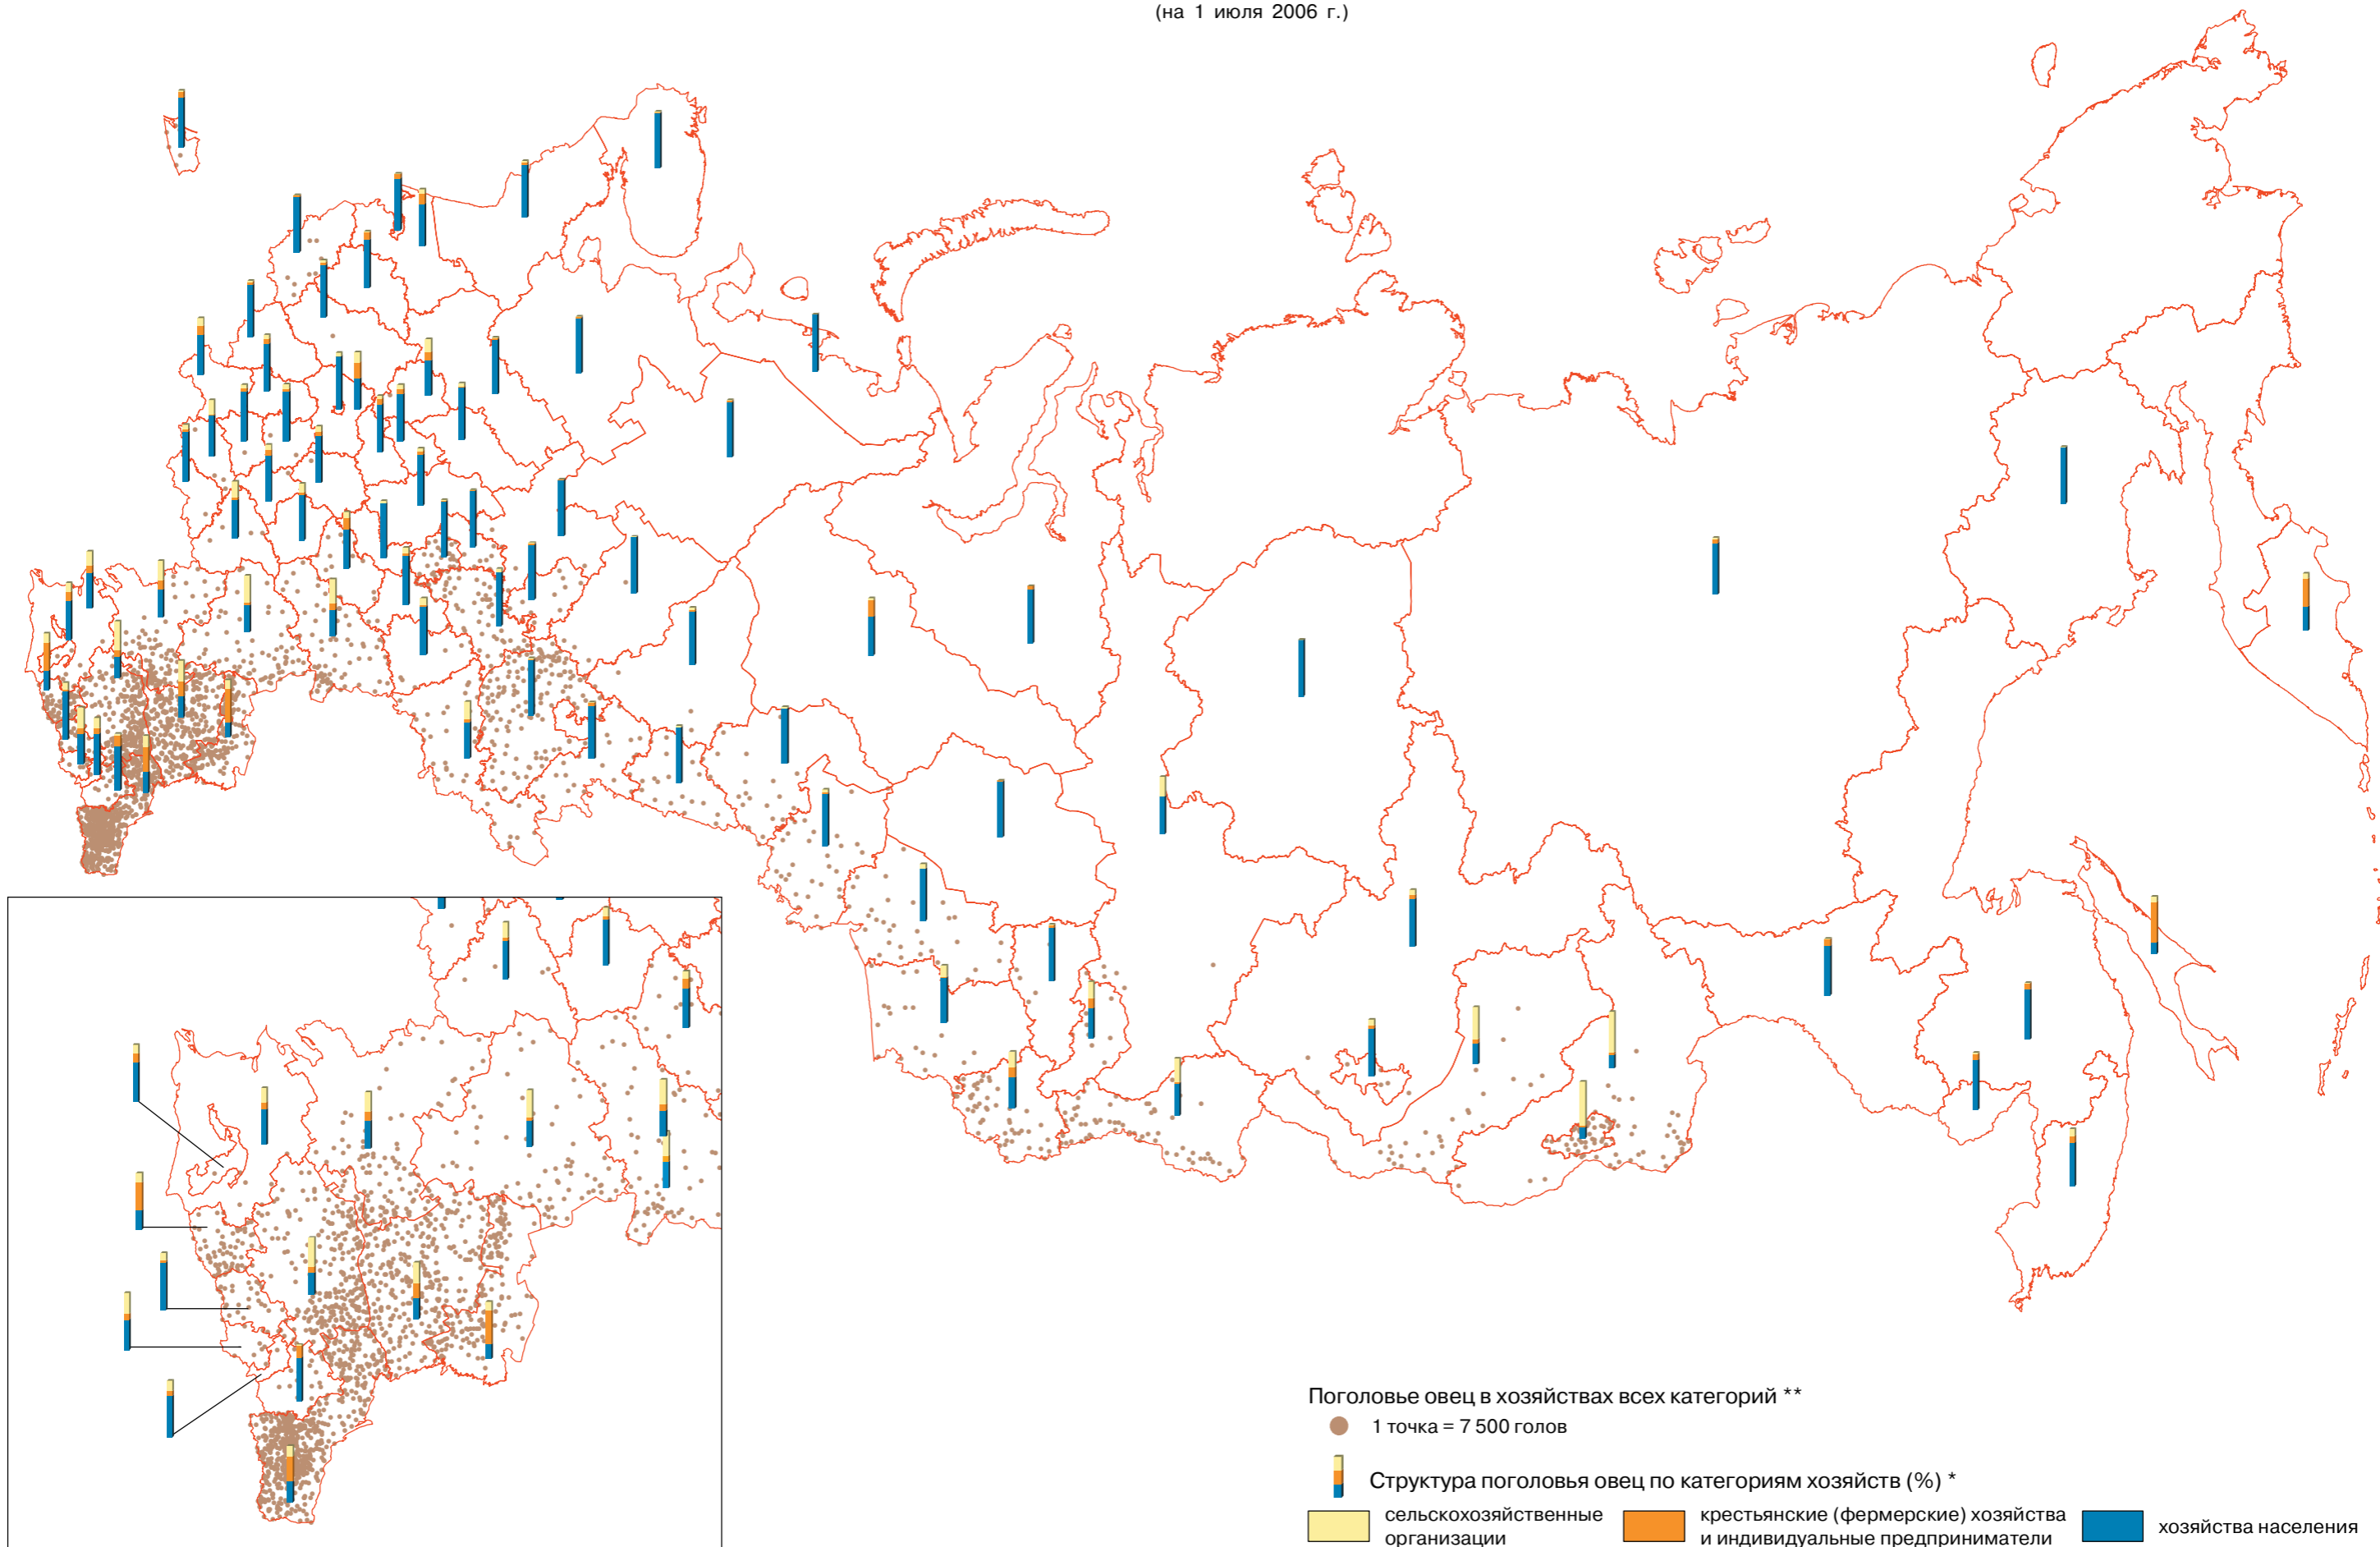 (на 1 июля 2006 г.)
Поголовье овец в хозяйствах всех категорий **
1 точка = 7 500 голов
Структура поголовья овец по категориям хозяйств (%) *
сельскохозяйственные
организации
крестьянские (фермерские) хозяйства
и индивидуальные предприниматели
хозяйства населения